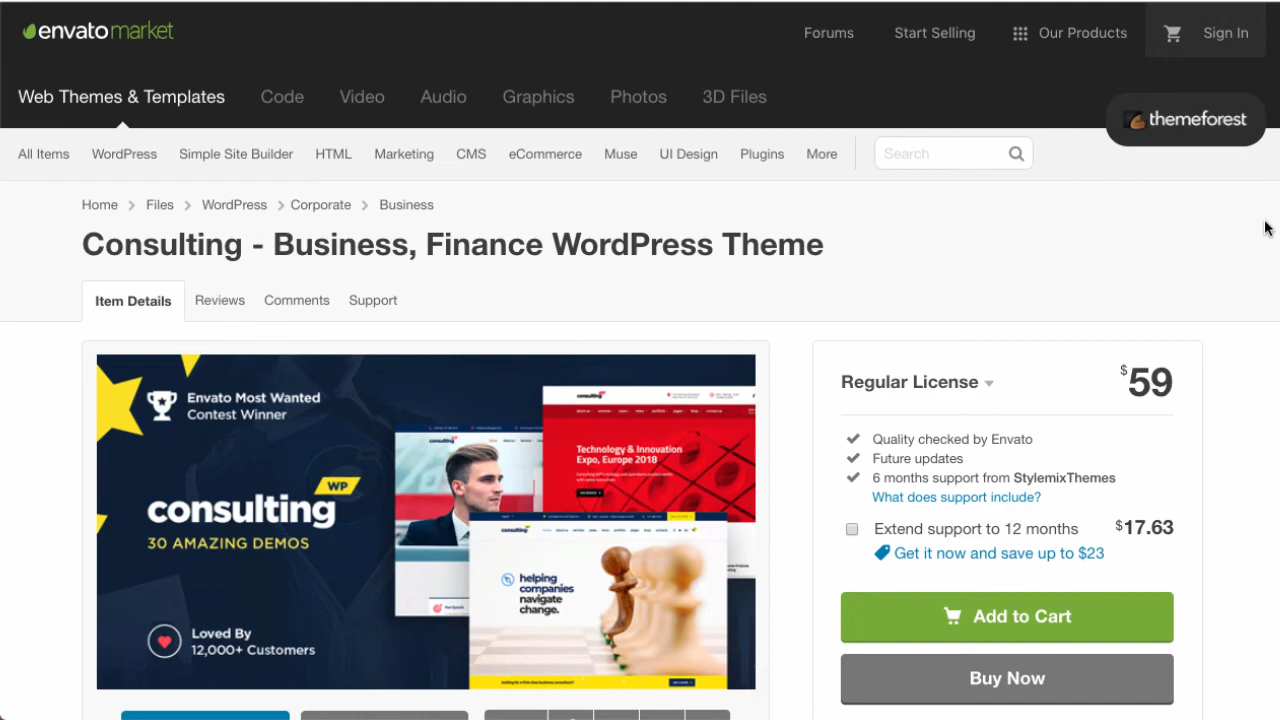 envato market
Forums
Start Selling
Our Products
Sign In
Web Themes & Templates
Code
Video
Audio
Graphics
Photos
3D Files
themeforest
All Items
WordPress
Simple Site Builder
HTML
Marketing
CMS
eCommerce
Muse
UI Design
Plugins
More
Search
Home
Files
WordPress
Corporate
Business
Consulting - Business, Finance WordPress Theme
Item Details
Reviews
Comments
Support
Envato Most Wanted
Contest Winner
WP
consulting
30 AMAZING DEMOS
Loved By
12,000+ Customers
consulting
Technology & Innovation
Expo, Europe 2018
consulting
consulting
helping
companies
navigate
change.
Regular License
$59
Quality checked by Envato
Future updates
6 months support from StylemixThemes
What does support include?
Extend support to 12 months
$17.63
Get it now and save up to $23
Add to Cart
Buy Now